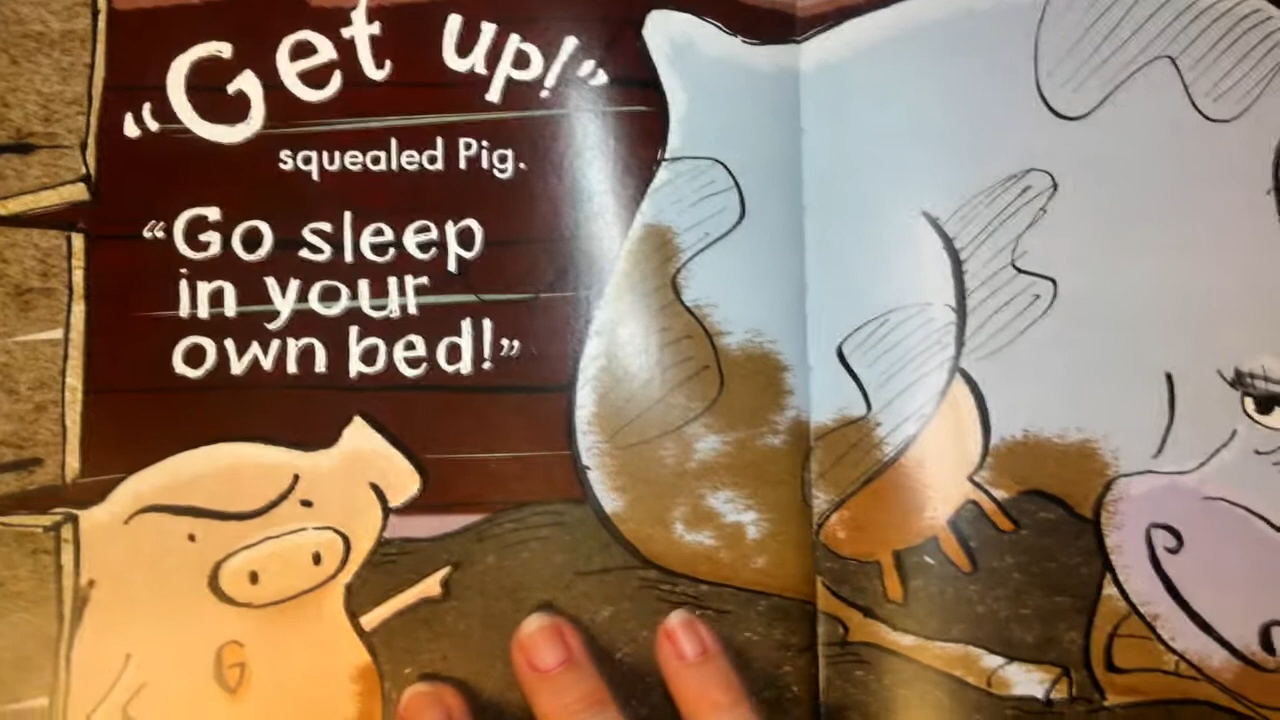 “Get up!”
squealed Pig.
“Go sleep
in your
own bed!”